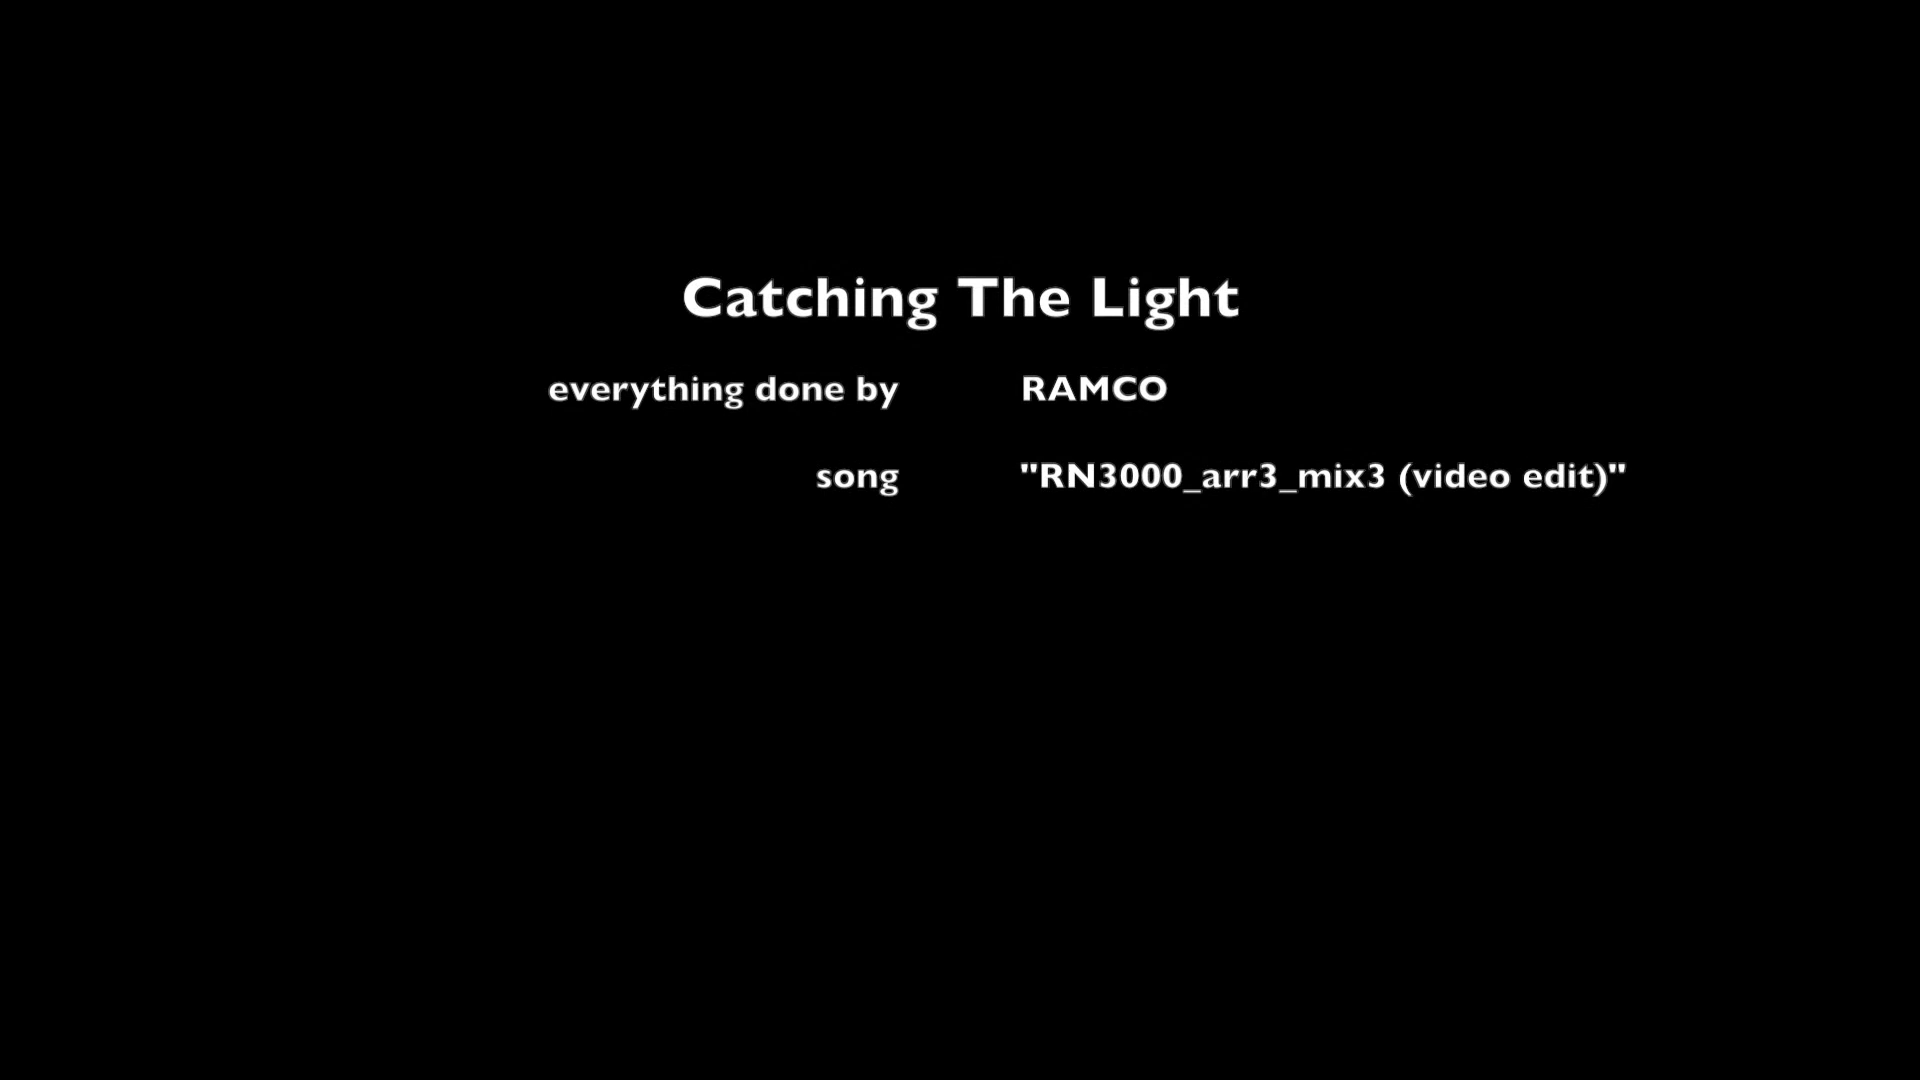 Catching The Light
everything done by RAMCO
song "RN3000_arr3_mix3 (video edit)"